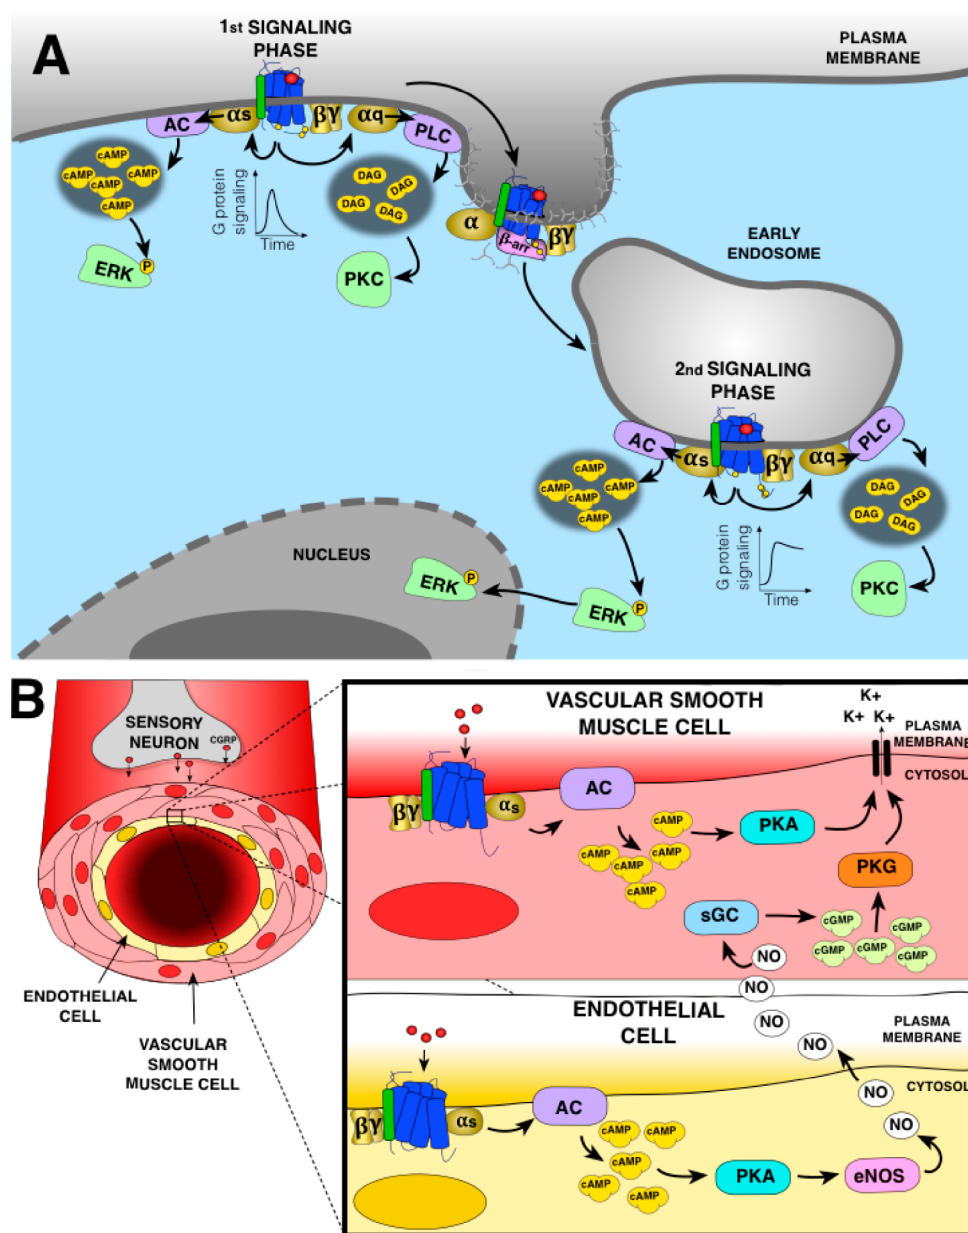 A
1st SIGNALING
PHASE
PLASMA
MEMBRANE
AC
αs
βγ
αq
PLC
cAMP
cAMP
cAMP
cAMP
cAMP
G protein
signaling
Time
DAG
DAG
DAG
DAG
ERK
P
PKC
α
β-arr
βγ
EARLY
ENDOSOME
2nd SIGNALING
PHASE
AC
αs
βγ
αq
PLC
cAMP
cAMP
cAMP
cAMP
cAMP
DAG
DAG
DAG
DAG
G protein
signaling
Time
NUCLEUS
ERK
P
ERK
P
PKC
B
SENSORY
NEURON
CGRP
ENDOTHELIAL
CELL
VASCULAR
SMOOTH
MUSCLE CELL
VASCULAR SMOOTH
MUSCLE CELL
K+
K+
K+
PLASMA
MEMBRANE
CYTOSOL
βγ
αs
AC
cAMP
cAMP
cAMP
cAMP
cAMP
PKA
PKG
sGC
cGMP
cGMP
cGMP
cGMP
cGMP
NO
NO
NO
NO
NO
NO
ENDOTHELIAL
CELL
PLASMA
MEMBRANE
CYTOSOL
βγ
αs
AC
cAMP
cAMP
cAMP
cAMP
cAMP
PKA
eNOS